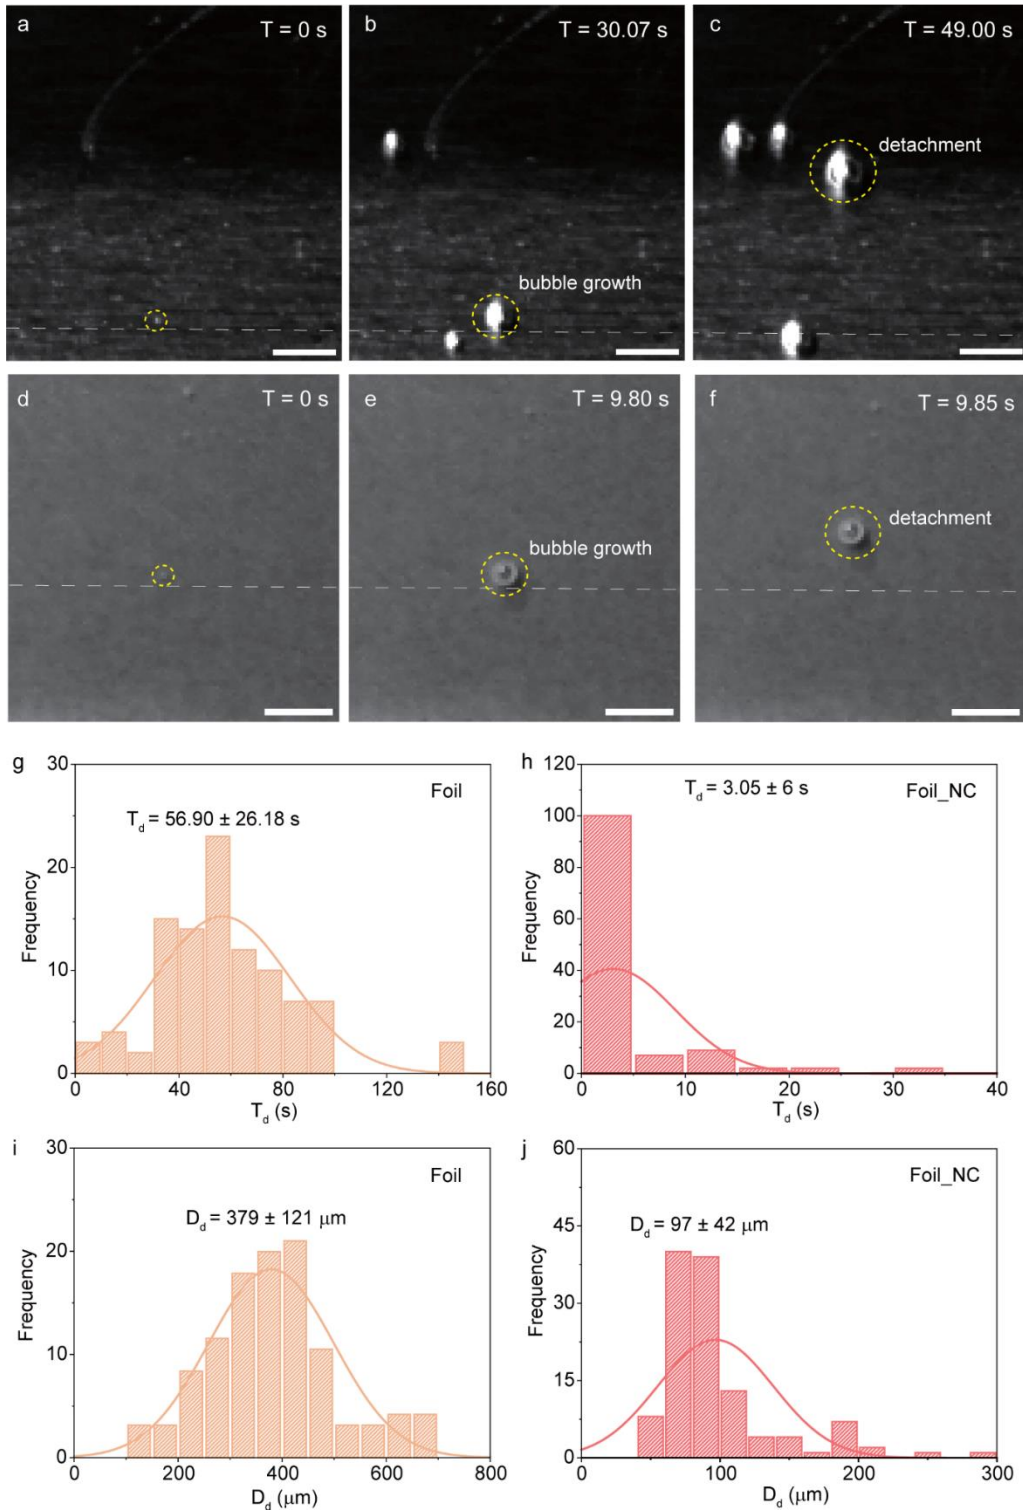 a
T = 0 s
b
T = 30.07 s
bubble growth
c
T = 49.00 s
detachment
d
T = 0 s
e
T = 9.80 s
bubble growth
f
T = 9.85 s
detachment
g
30
20
10
0
0 40 80 120 160
Frequency
T_d (s)
Foil
T_d = 56.90 ± 26.18 s
h
120
100
80
60
40
20
0
0 10 20 30 40
Frequency
T_d (s)
T_d = 3.05 ± 6 s
Foil_NC
i
30
20
10
0
0 200 400 600 800
Frequency
D_d (μm)
Foil
D_d = 379 ± 121 μm
j
60
45
30
15
0
0 100 200 300
Frequency
D_d (μm)
Foil_NC
D_d = 97 ± 42 μm